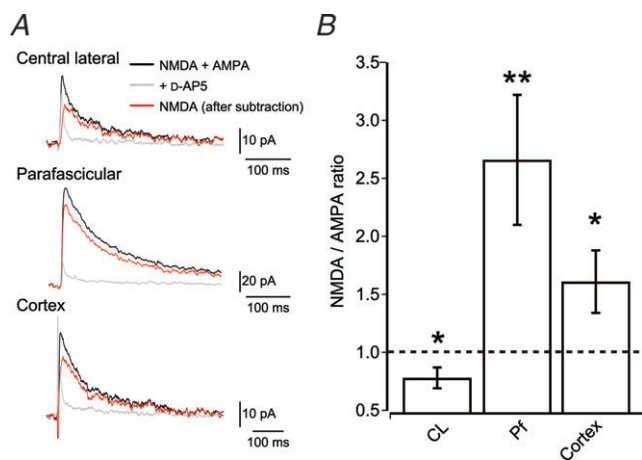 A
Central lateral
NMDA + AMPA
+ D-AP5
NMDA (after subtraction)
10 pA
100 ms
Parafascicular
20 pA
100 ms
Cortex
10 pA
100 ms
B
NMDA / AMPA ratio
3.5
3.0
2.5
2.0
1.5
1.0
0.5
**
*
*
CL
Pf
Cortex